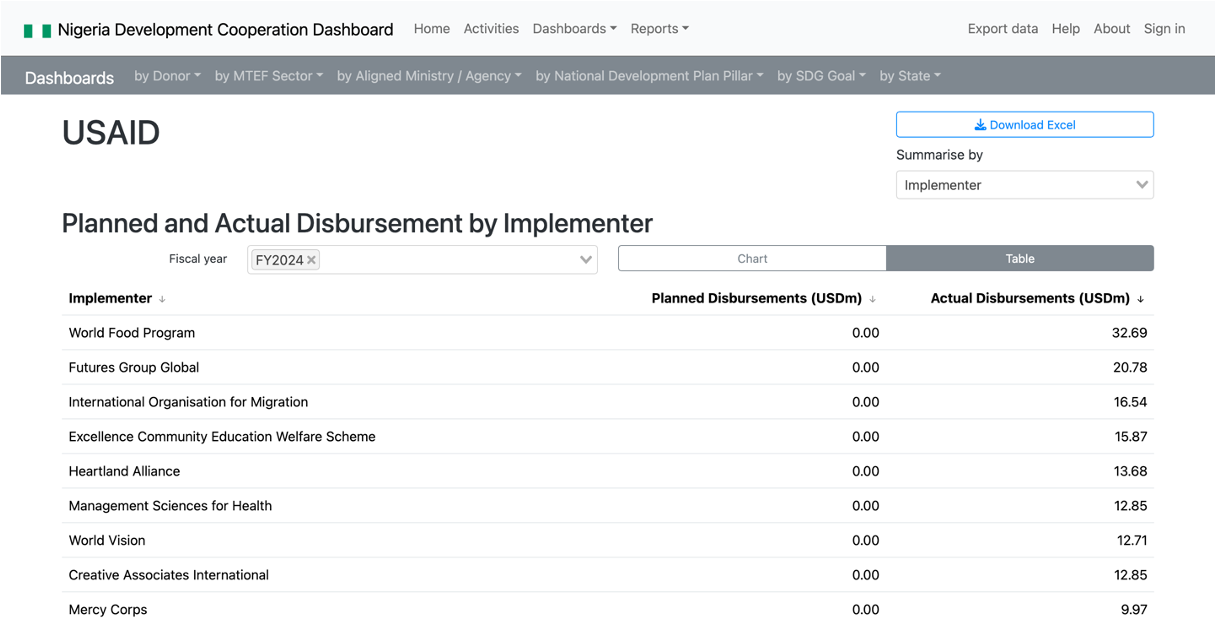 Nigeria Development Cooperation Dashboard Home Activities Dashboards Reports Export data Help About Sign in
Dashboards by Donor by MTEF Sector by Aligned Ministry / Agency by National Development Plan Pillar by SDG Goal by State
USAID
Download Excel
Summarise by
Implementer
Planned and Actual Disbursement by Implementer
Fiscal year FY2024 Chart Table
Implementer Planned Disbursements (USDm) Actual Disbursements (USDm)
World Food Program 0.00 32.69
Futures Group Global 0.00 20.78
International Organisation for Migration 0.00 16.54
Excellence Community Education Welfare Scheme 0.00 15.87
Heartland Alliance 0.00 13.68
Management Sciences for Health 0.00 12.85
World Vision 0.00 12.71
Creative Associates International 0.00 12.85
Mercy Corps 0.00 9.97